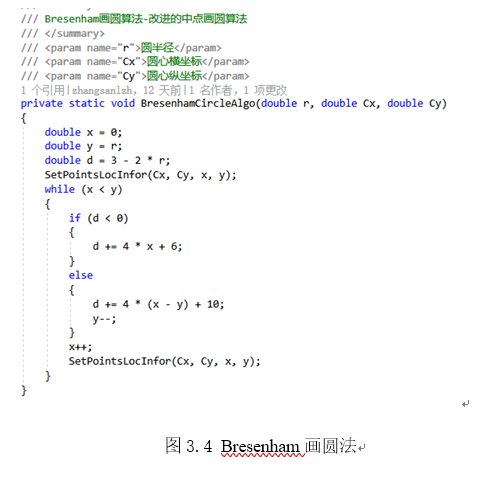 /// Bresenham画圆算法-改进的中点画圆算法
/// </summary>
/// <param name="r">圆半径</param>
/// <param name="Cx">圆心横坐标</param>
/// <param name="Cy">圆心纵坐标</param>
1 个引用|zhangsanlzh，12 天前|1 名作者，1 项更改
private static void BresenhamCircleAlgo(double r, double Cx, double Cy)
{
double x = 0;
double y = r;
double d = 3 - 2 * r;
SetPointsLocInfor(Cx, Cy, x, y);
while (x < y)
{
if (d < 0)
{
d += 4 * x + 6;
}
else
{
d += 4 * (x - y) + 10;
y--;
}
x++;
SetPointsLocInfor(Cx, Cy, x, y);
}
}
图 3.4 Bresenham 画圆法